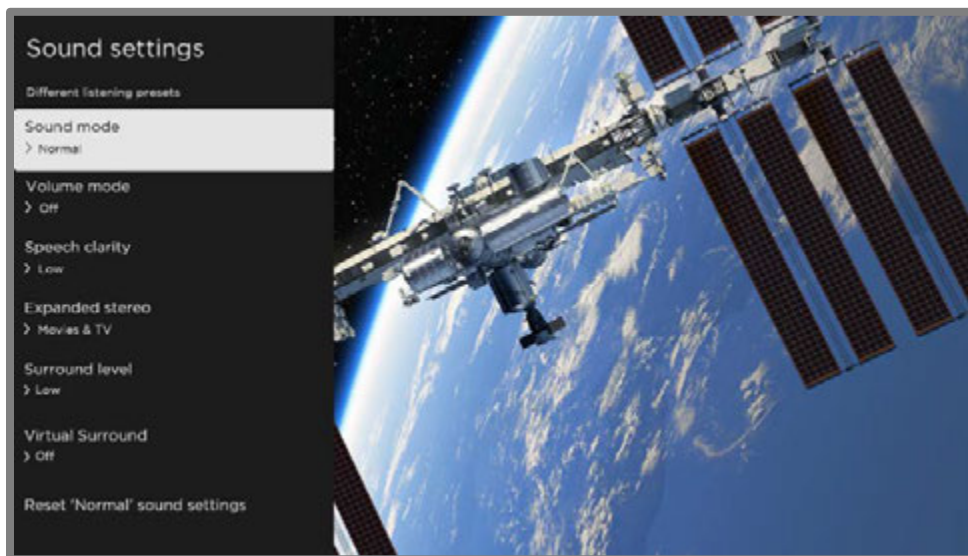 Sound settings
Different listening presets
Sound mode
> Normal
Volume mode
> Off
Speech clarity
> Low
Expanded stereo
> Movies & TV
Surround level
> Low
Virtual Surround
> Off
Reset 'Normal' sound settings